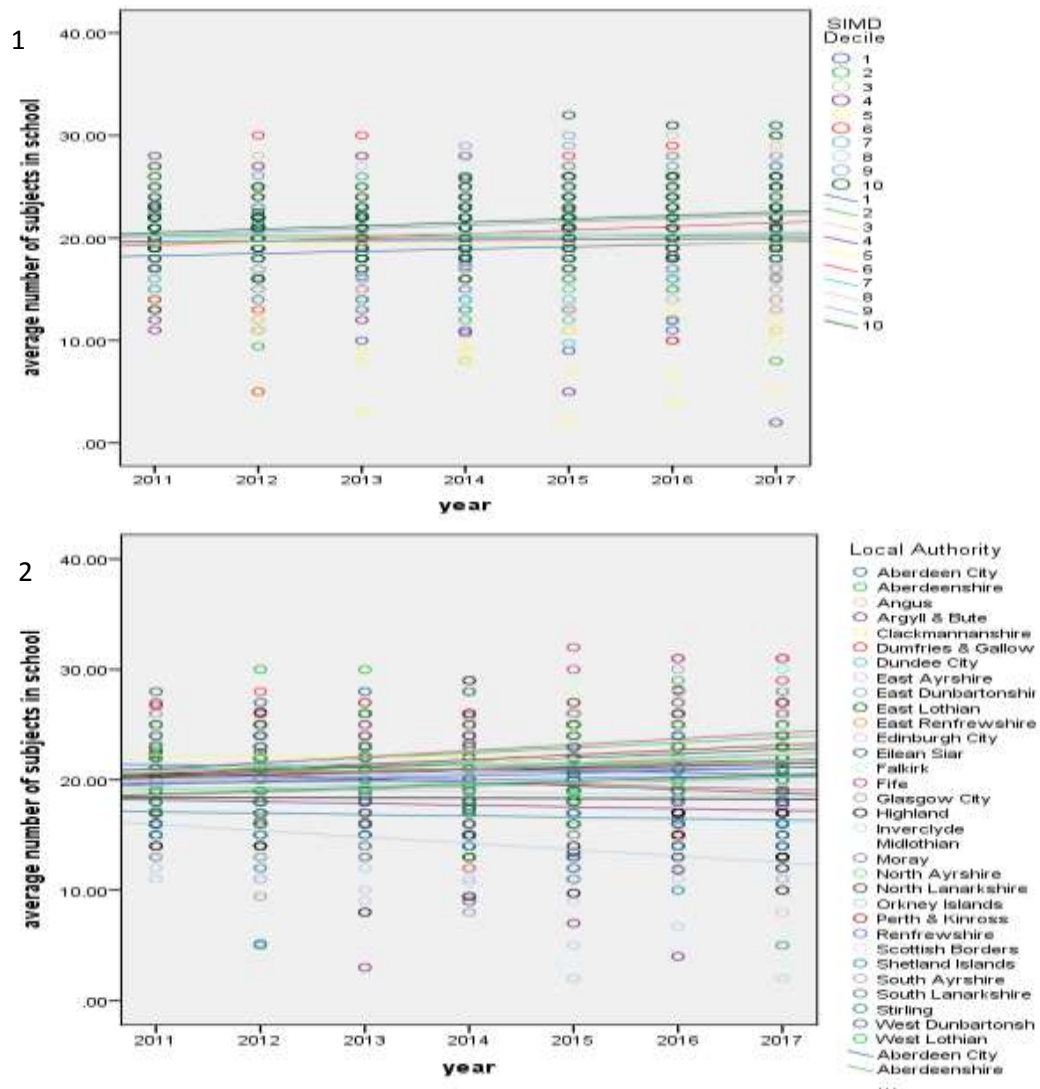 1
average number of subjects in school
40.00
30.00
20.00
10.00
.00
2011 2012 2013 2014 2015 2016 2017
year
SIMD
Decile
1
2
3
4
5
6
7
8
9
10
1
2
3
4
5
6
7
8
9
10
2
average number of subjects in school
40.00
30.00
20.00
10.00
.00
2011 2012 2013 2014 2015 2016 2017
year
Local Authority
Aberdeen City
Aberdeenshire
Angus
Argyll & Bute
Clackmannanshire
Dumfries & Gallow
Dundee City
East Ayrshire
East Dunbartonshir
East Lothian
East Renfrewshire
Edinburgh City
Eilean Siar
Falkirk
Fife
Glasgow City
Highland
Inverclyde
Midlothian
Moray
North Ayrshire
North Lanarkshire
Orkney Islands
Perth & Kinross
Renfrewshire
Scottish Borders
Shetland Islands
South Ayrshire
South Lanarkshire
Stirling
West Dunbartonsh
West Lothian
Aberdeen City
Aberdeenshire